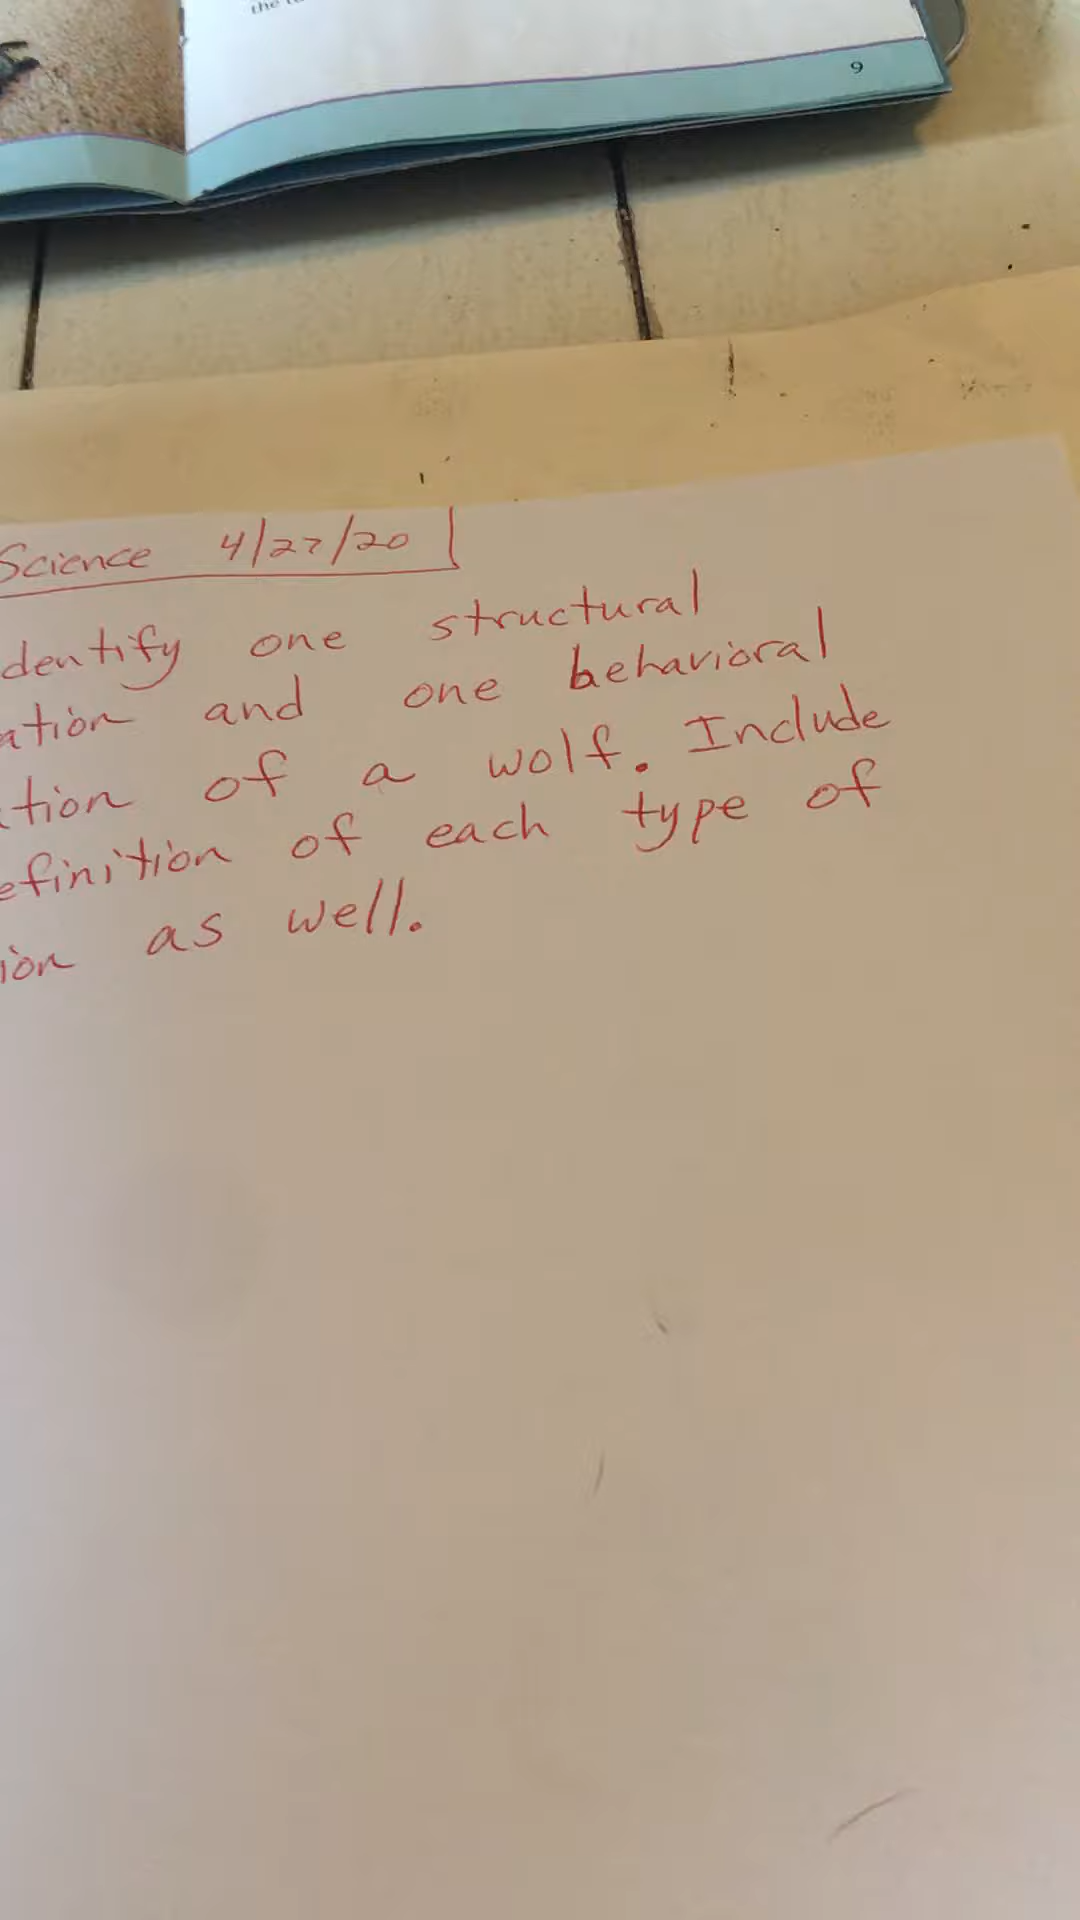 the
9
Science 4/27/20
dentify one structural
ation and one behavioral
tion of a wolf. Include
efinition of each type of
ion as well.